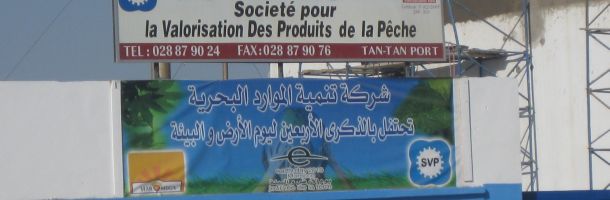 Societé pour
la Valorisation Des Produits de la Pêche
TEL : 028 87 90 24 FAX : 028 87 90 76 TAN-TAN PORT
شركة تنمية الموارد البحرية
تحتفل بالذكرى الأربعين ليوم الأرض و البيئة
SVP